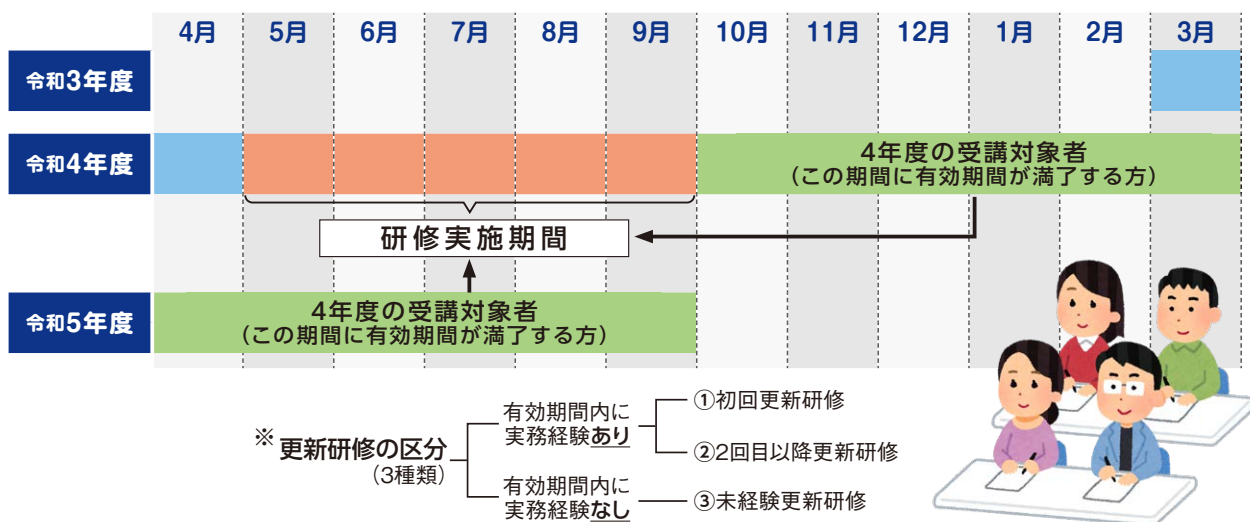 4月 5月 6月 7月 8月 9月 10月 11月 12月 1月 2月 3月
令和3年度
令和4年度
4年度の受講対象者
(この期間に有効期間が満了する方)
研修実施期間
令和5年度
4年度の受講対象者
(この期間に有効期間が満了する方)
※更新研修の区分
(3種類)
有効期間内に
実務経験あり
①初回更新研修
②2回目以降更新研修
有効期間内に
実務経験なし
③未経験更新研修